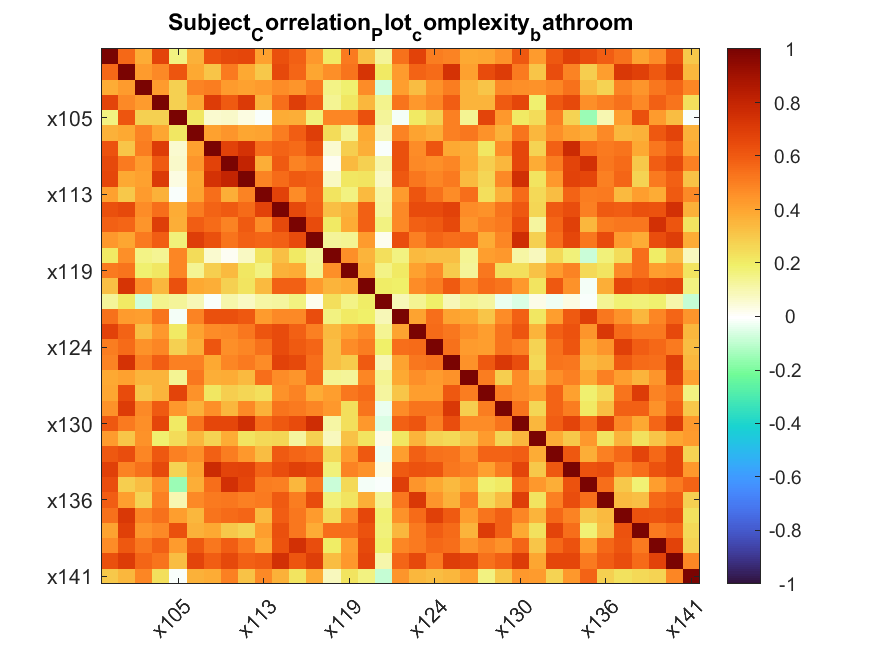 Subject_Correlation_Plot_complexity_bathroom
x105
x113
x119
x124
x130
x136
x141
x105
x113
x119
x124
x130
x136
x141
1
0.8
0.6
0.4
0.2
0
-0.2
-0.4
-0.6
-0.8
-1